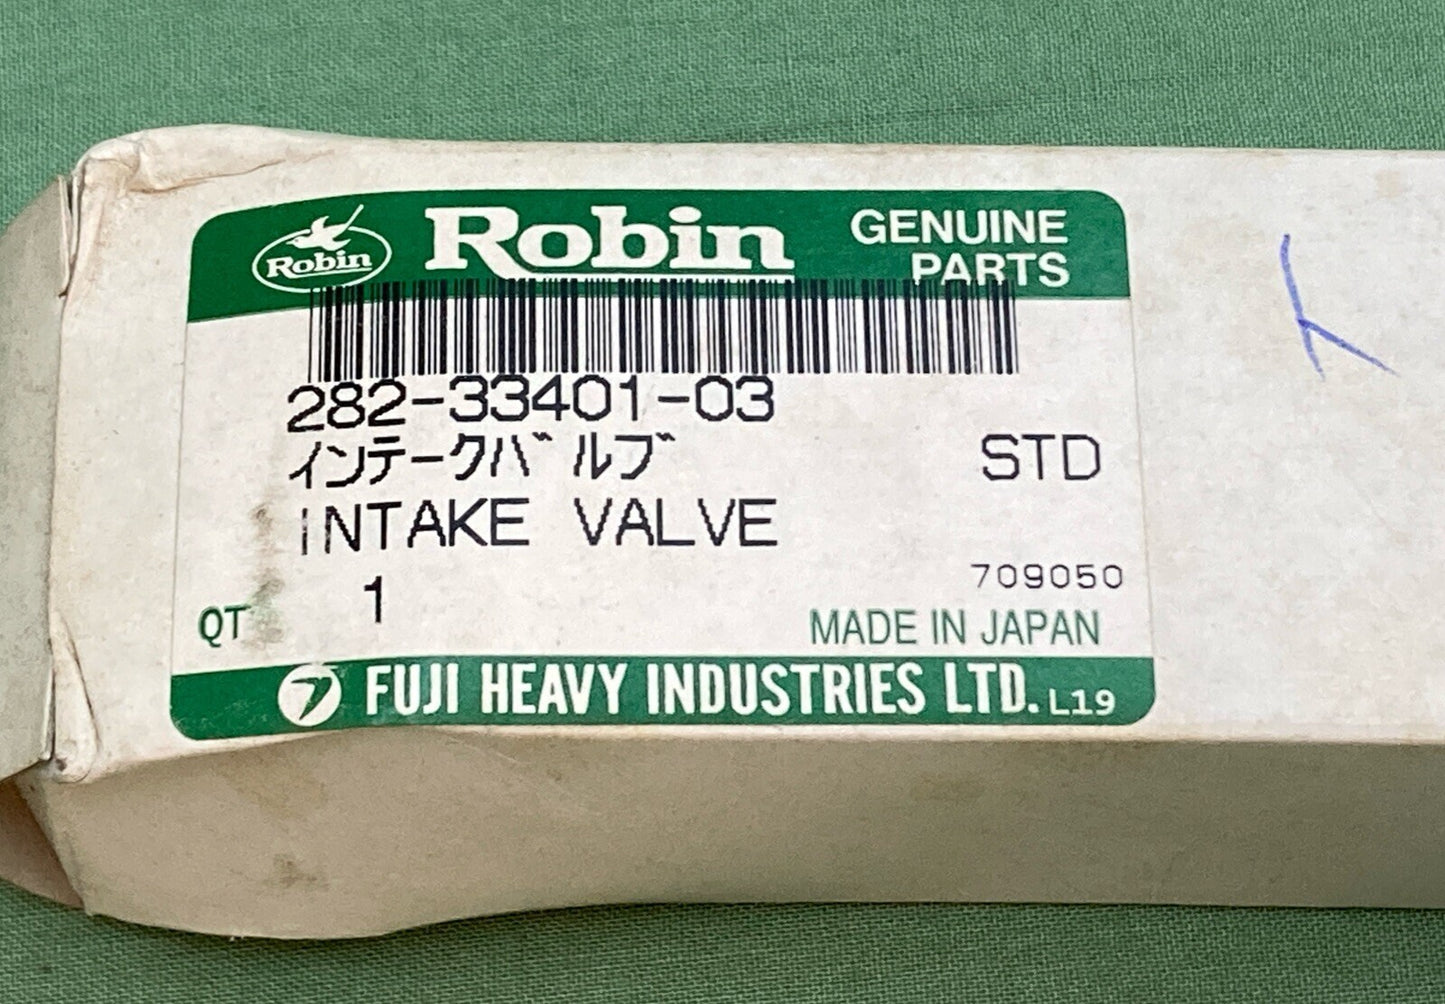 Robin
Robin
GENUINE
PARTS
282-33401-03
インテークバルブ
STD
INTAKE VALVE
709050
QT 1
MADE IN JAPAN
FUJI HEAVY INDUSTRIES LTD. L19